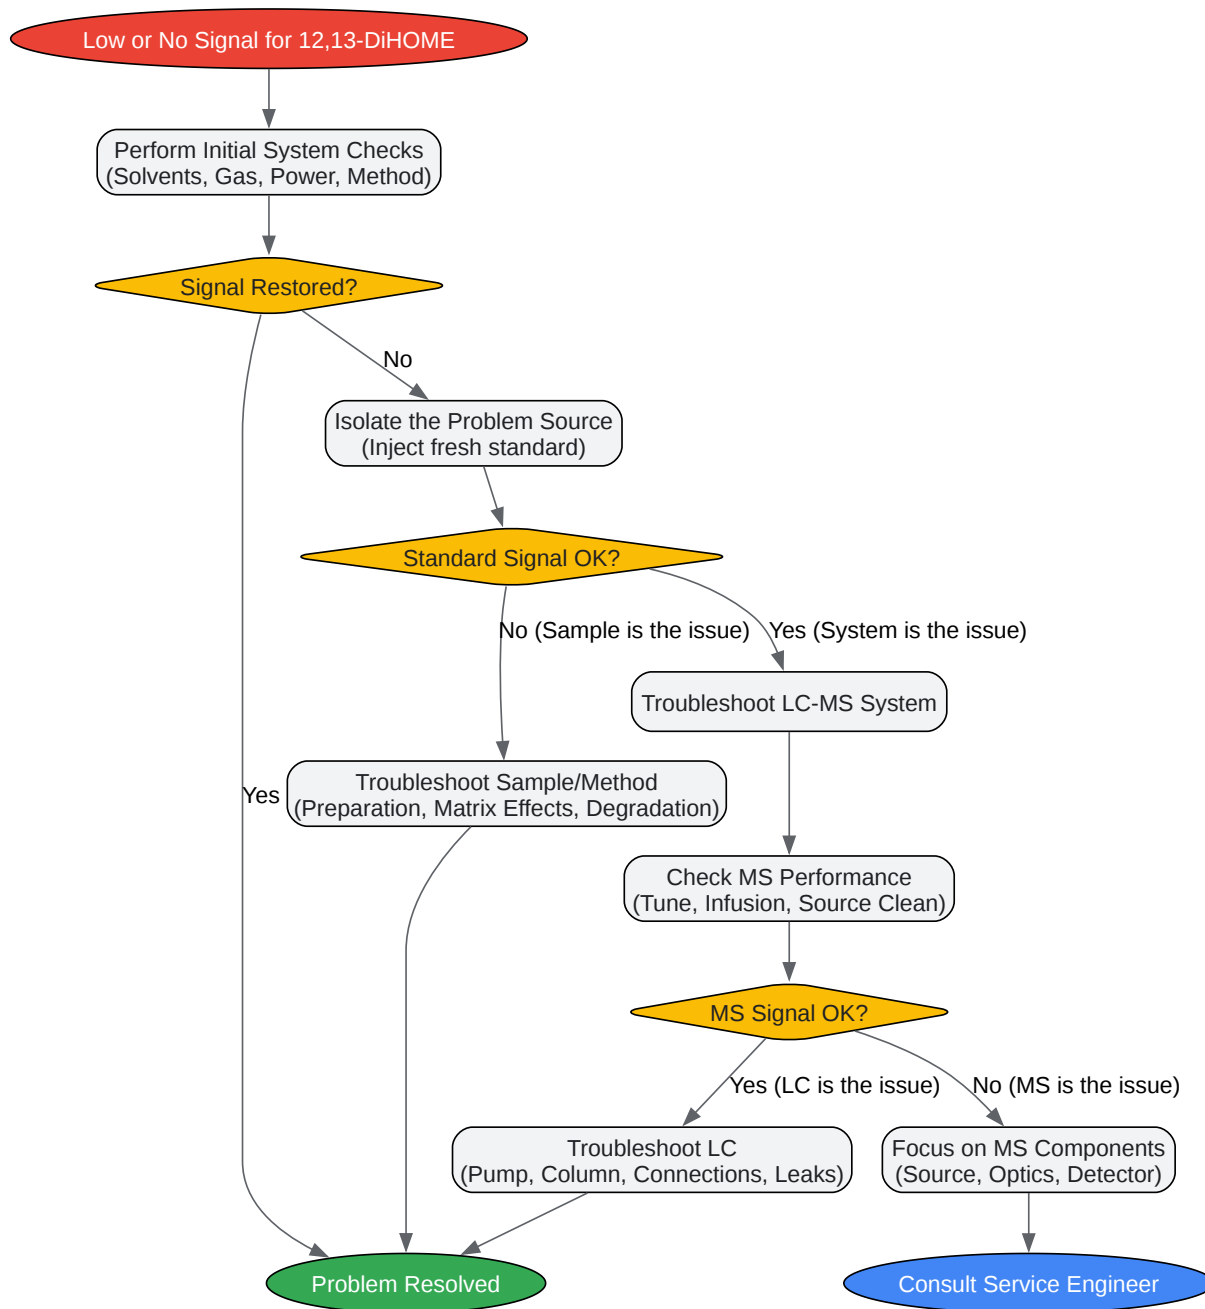 Low or No Signal for 12,13-DiHOME
Perform Initial System Checks
(Solvents, Gas, Power, Method)
Signal Restored?
No
Isolate the Problem Source
(Inject fresh standard)
Standard Signal OK?
No (Sample is the issue)
Yes (System is the issue)
Troubleshoot LC-MS System
Yes
Troubleshoot Sample/Method
(Preparation, Matrix Effects, Degradation)
Check MS Performance
(Tune, Infusion, Source Clean)
MS Signal OK?
Yes (LC is the issue)
No (MS is the issue)
Troubleshoot LC
(Pump, Column, Connections, Leaks)
Focus on MS Components
(Source, Optics, Detector)
Problem Resolved
Consult Service Engineer